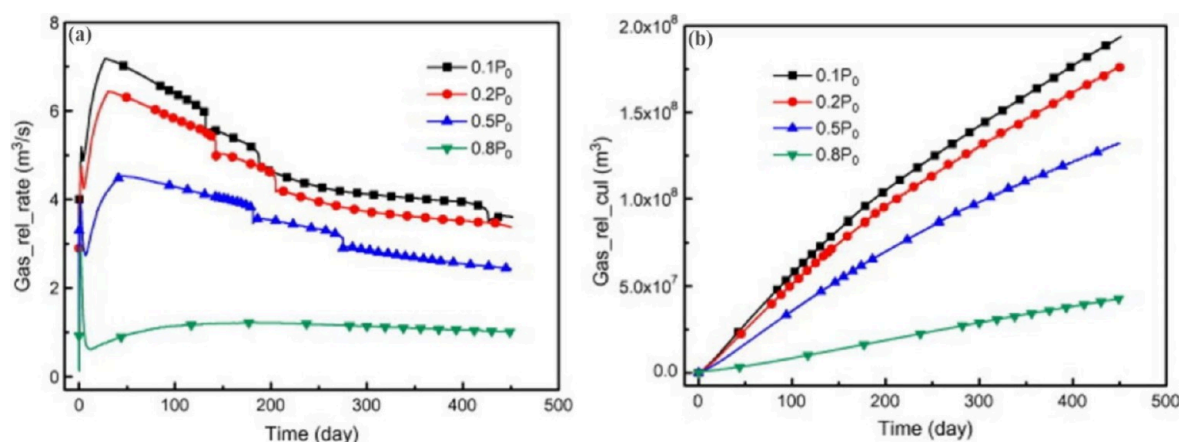 (a)
8
6
4
2
0
Gas_rel_rate (m³/s)
0.1P₀
0.2P₀
0.5P₀
0.8P₀
0 100 200 300 400 500
Time (day)
(b)
2.0x10⁸
1.5x10⁸
1.0x10⁸
5.0x10⁷
0.0
Gas_rel_cul (m³)
0.1P₀
0.2P₀
0.5P₀
0.8P₀
0 100 200 300 400 500
Time (day)